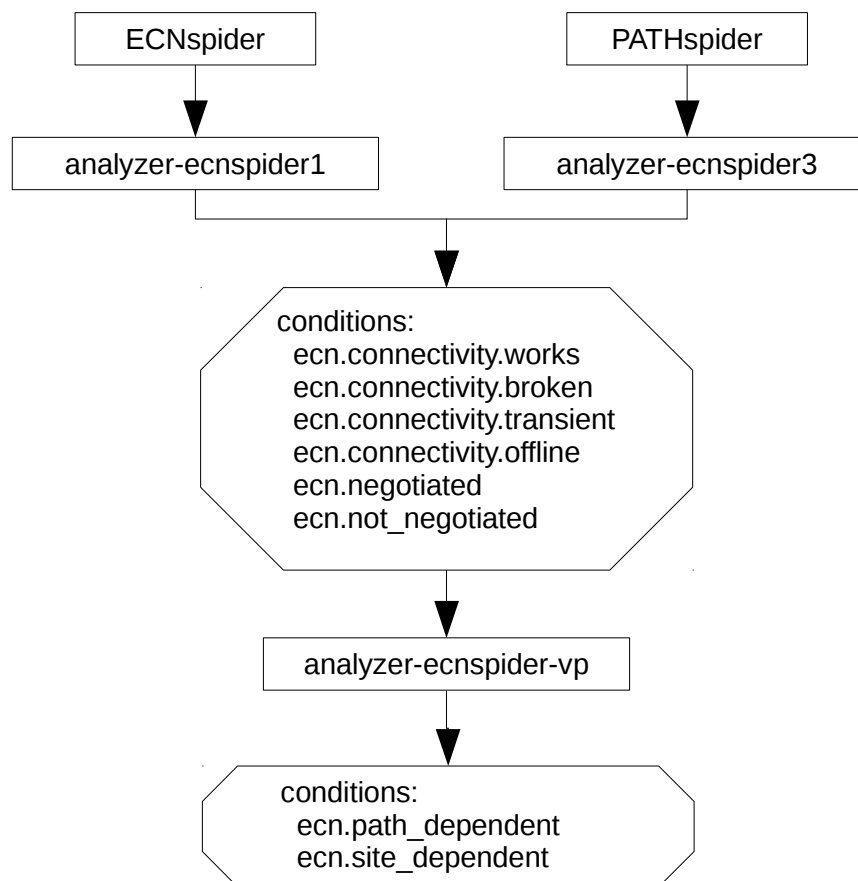 ECNspider
PATHspider
analyzer-ecnspider1
analyzer-ecnspider3
conditions:
ecn.connectivity.works
ecn.connectivity.broken
ecn.connectivity.transient
ecn.connectivity.offline
ecn.negotiated
ecn.not_negotiated
analyzer-ecnspider-vp
conditions:
ecn.path_dependent
ecn.site_dependent